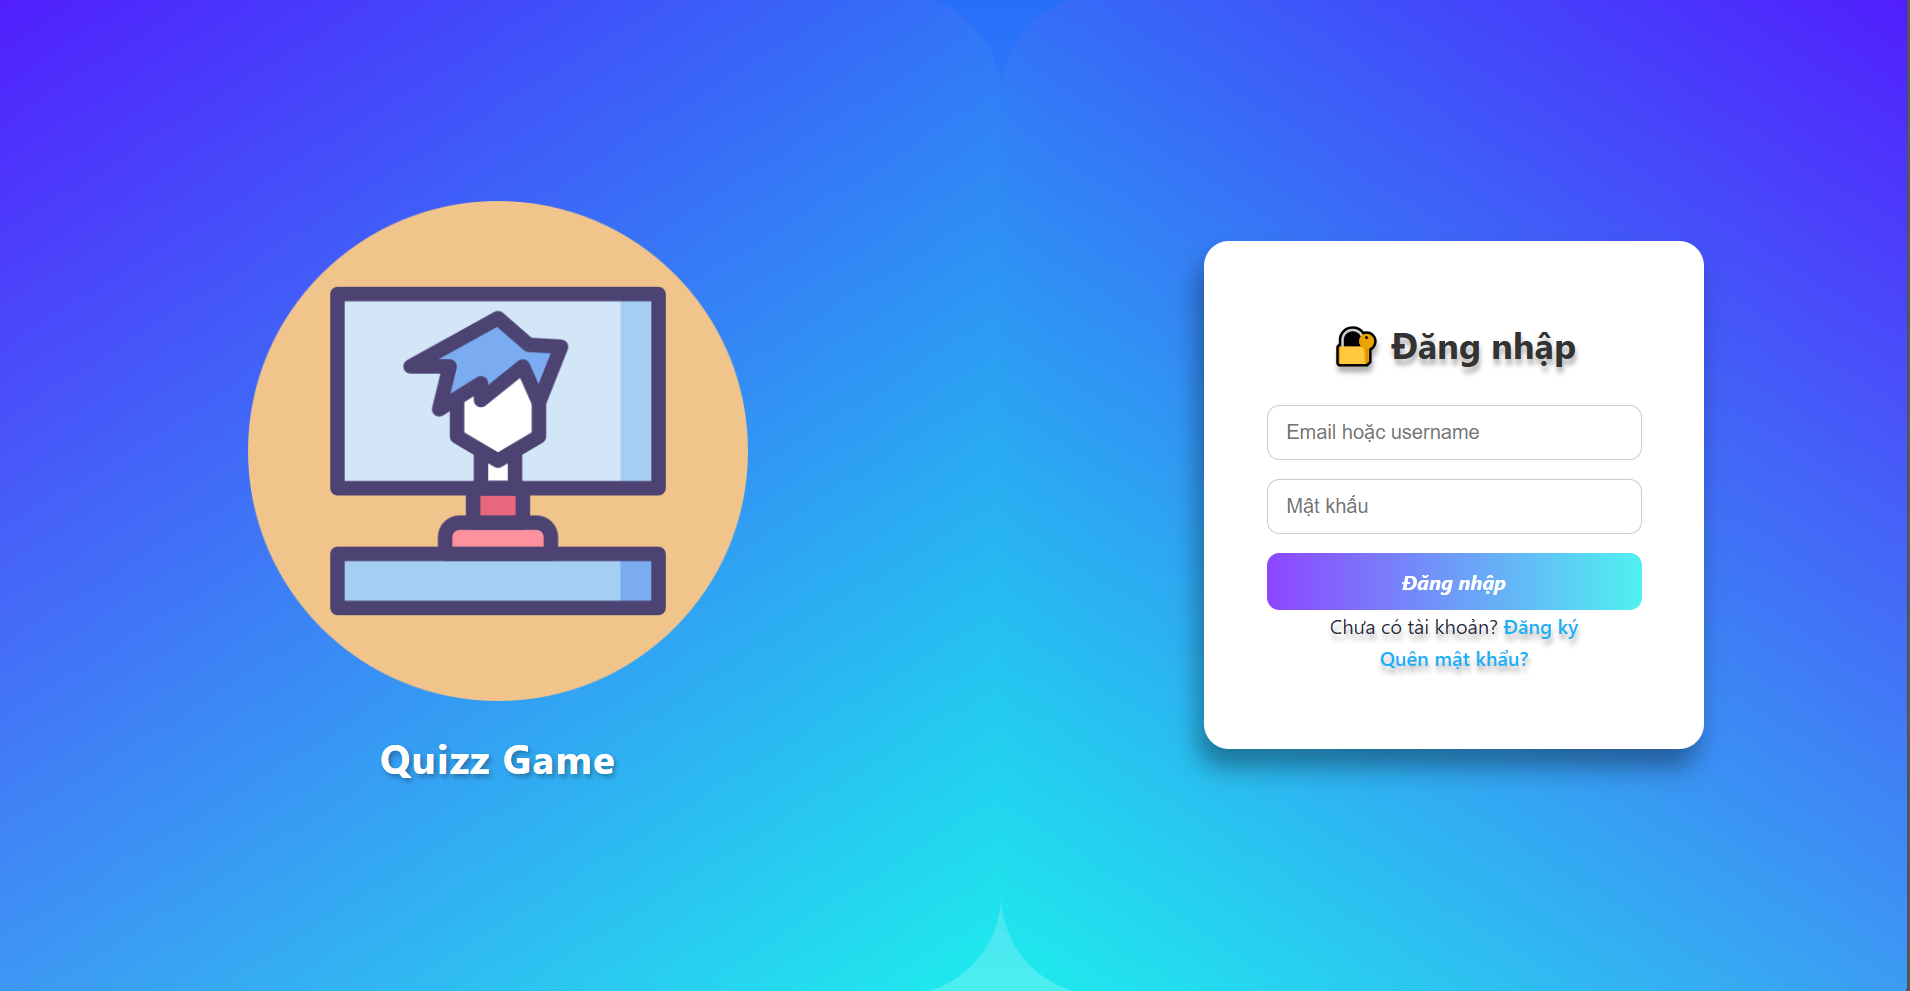 Quizz Game
Đăng nhập
Email hoặc username
Mật khẩu
Đăng nhập
Chưa có tài khoản? Đăng ký
Quên mật khẩu?